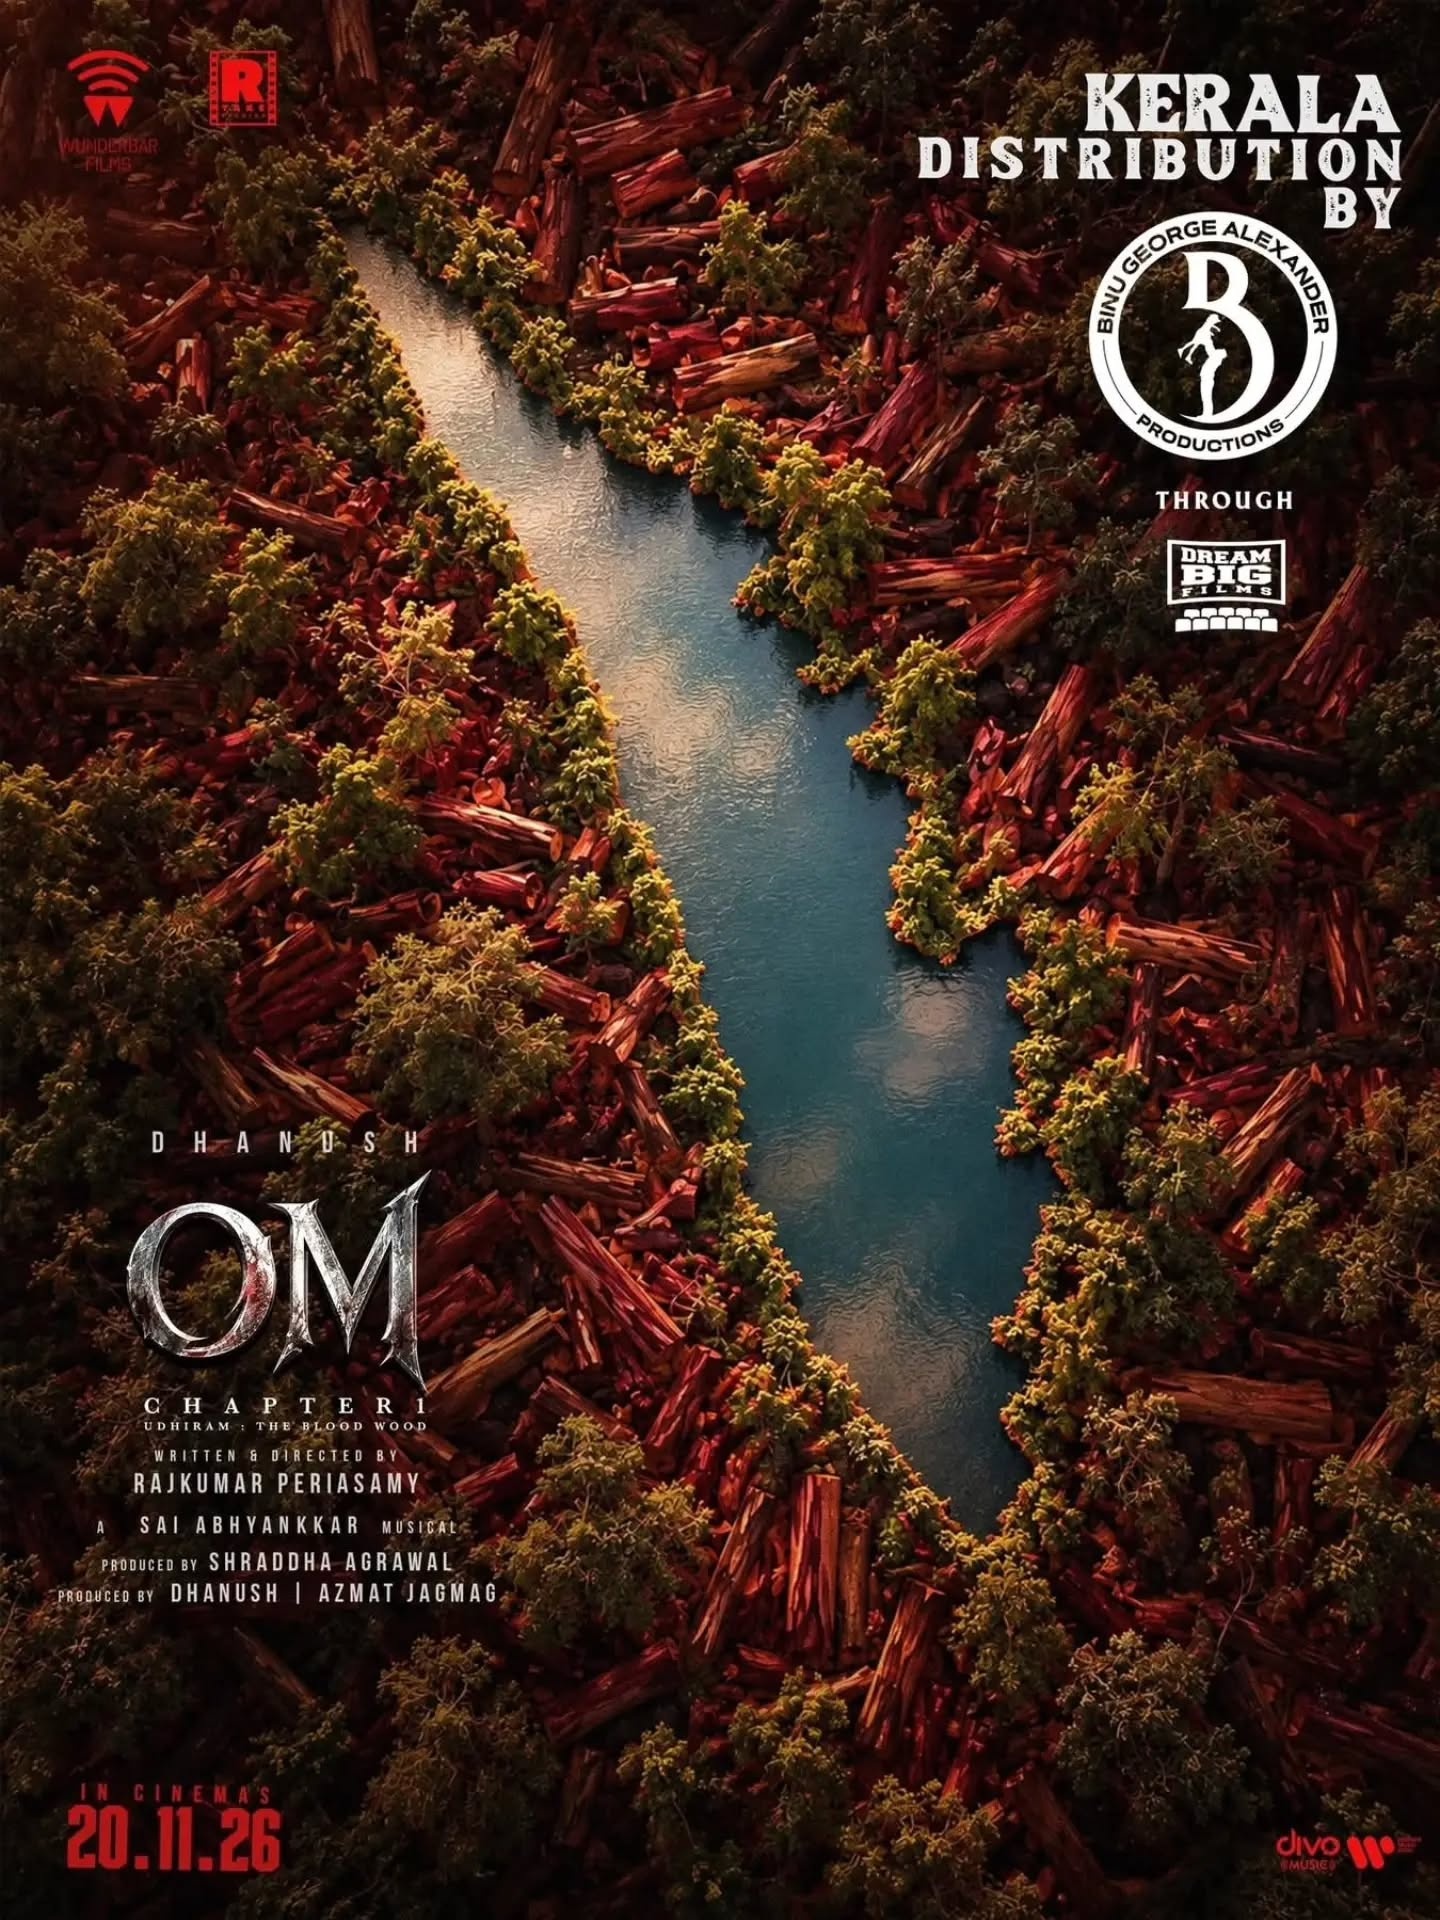 WUNDERBAR
FILMS
R
KERALA
DISTRIBUTION
BY
BINU GEORGE ALEXANDER
B
PRODUCTIONS
THROUGH
DREAM
BIG
FILMS
DHANUSH
OM
CHAPTER 1
UDHIRAM : THE BLOOD WOOD
WRITTEN & DIRECTED BY
RAJKUMAR PERIASAMY
A SAI ABHYANKKAR MUSICAL
PRODUCED BY SHRADDHA AGRAWAL
PRODUCED BY DHANUSH | AZMAT JAGMAG
IN CINEMAS
20.11.26
divo
MUSIC